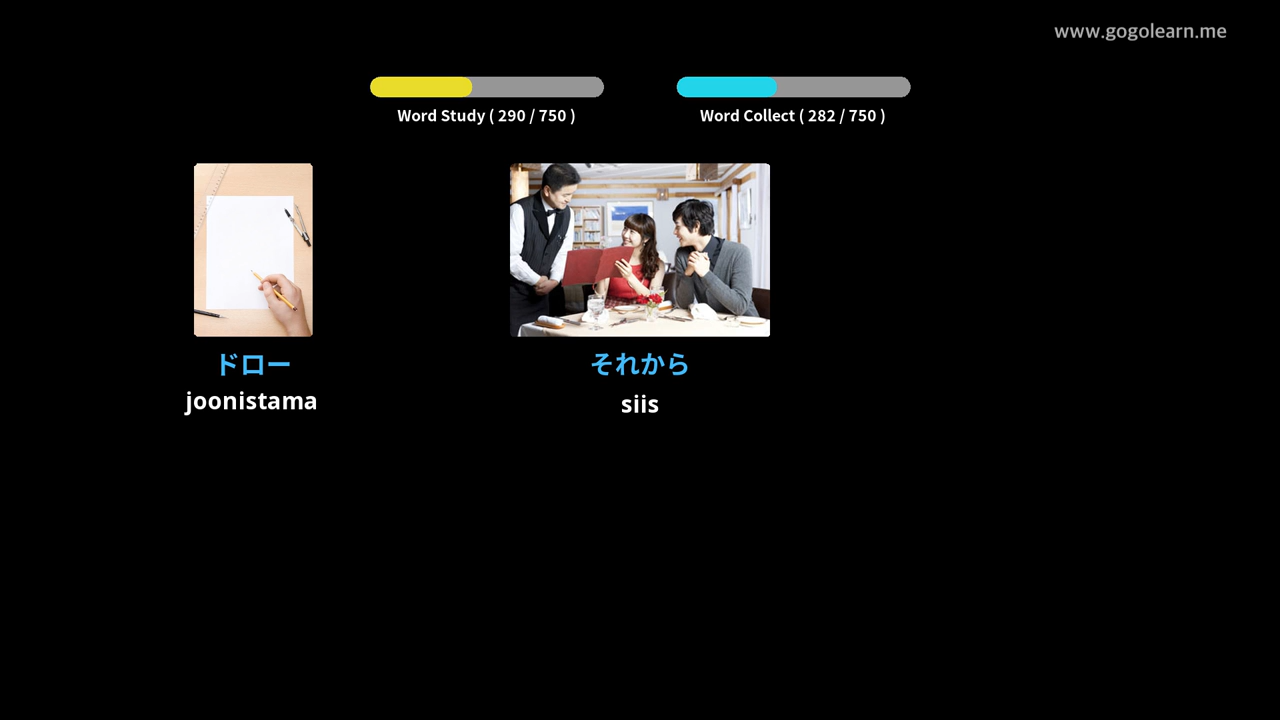 www.gogolearn.me
Word Study ( 290 / 750 )
Word Collect ( 282 / 750 )
ドロー
joonistama
それから
siis